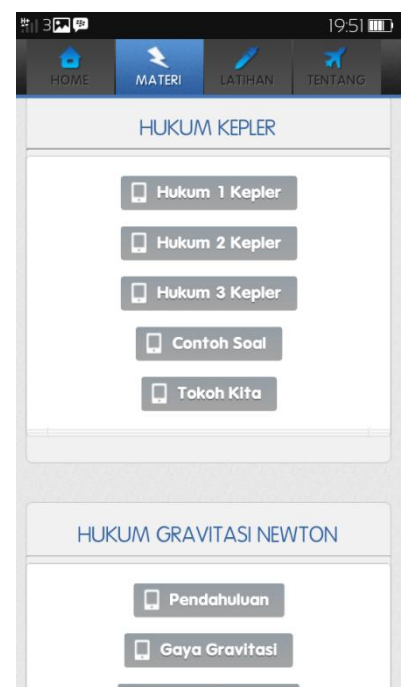 3 19:51
HOME MATERI LATIHAN TENTANG
HUKUM KEPLER
Hukum 1 Kepler
Hukum 2 Kepler
Hukum 3 Kepler
Contoh Soal
Tokoh Kita
HUKUM GRAVITASI NEWTON
Pendahuluan
Gaya Gravitasi